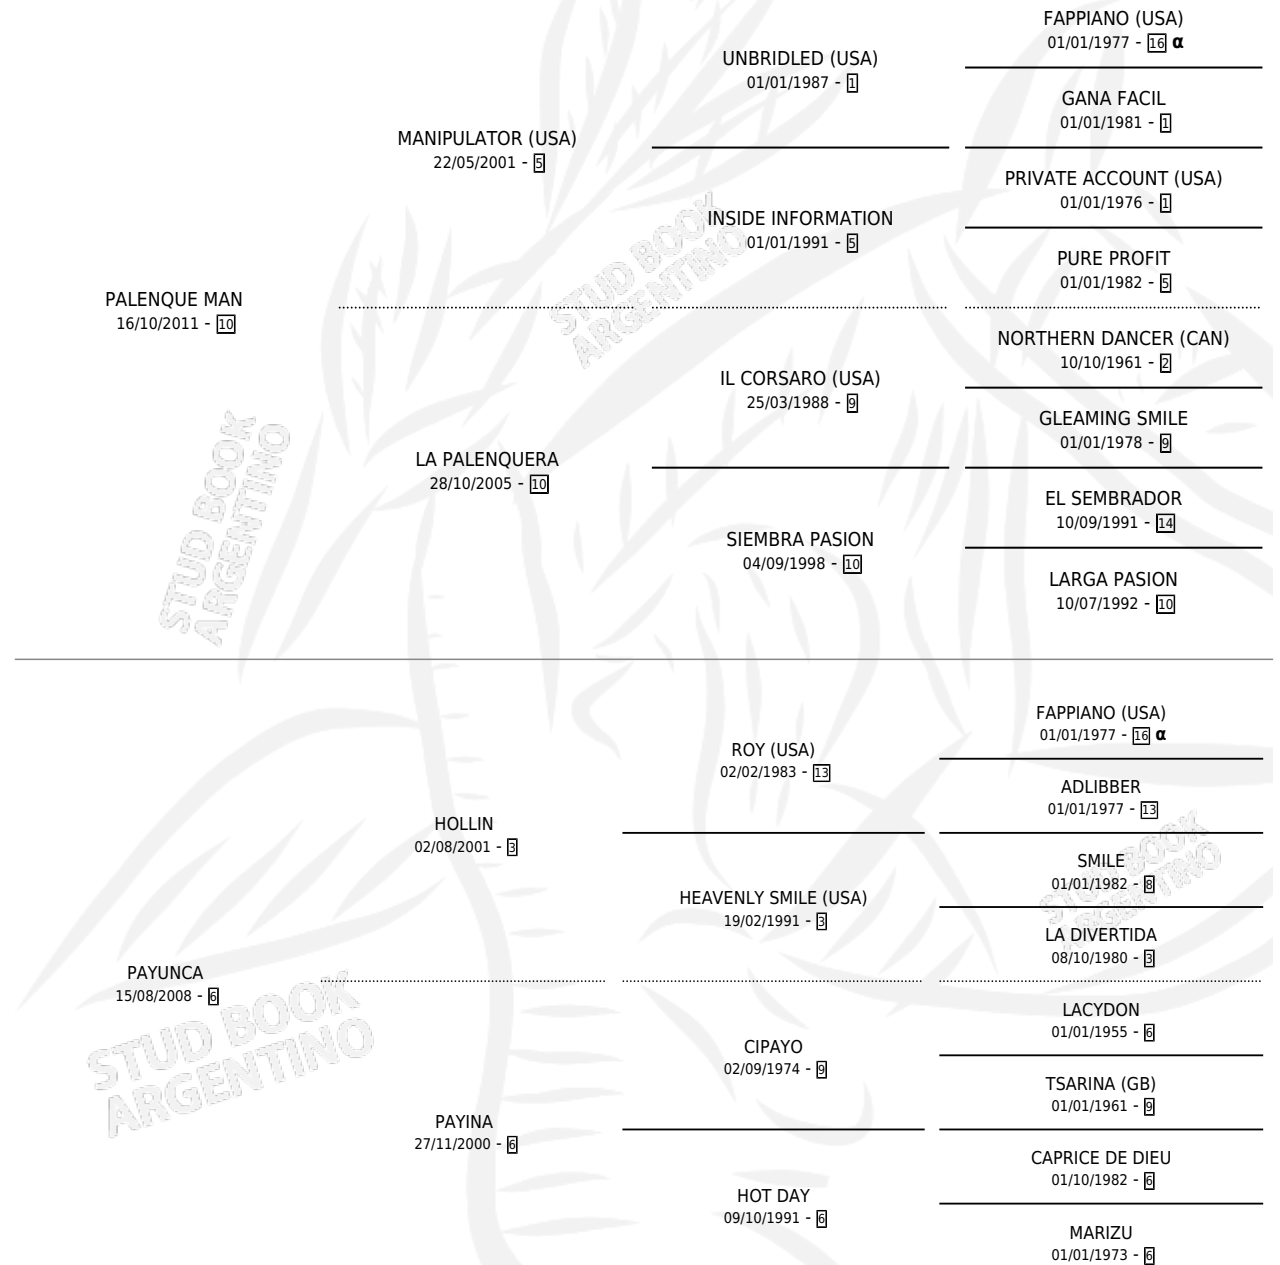 FAPPIANO (USA)
01/01/1977 - 16 α
UNBRIDLED (USA)
01/01/1987 - 1
GANA FACIL
01/01/1981 - 1
MANIPULATOR (USA)
22/05/2001 - 5
PRIVATE ACCOUNT (USA)
01/01/1976 - 1
INSIDE INFORMATION
01/01/1991 - 5
PURE PROFIT
01/01/1982 - 5
PALENQUE MAN
16/10/2011 - 10
NORTHERN DANCER (CAN)
10/10/1961 - 2
IL CORSARO (USA)
25/03/1988 - 9
GLEAMING SMILE
01/01/1978 - 9
LA PALENQUERA
28/10/2005 - 10
EL SEMBRADOR
10/09/1991 - 14
SIEMBRA PASION
04/09/1998 - 10
LARGA PASION
10/07/1992 - 10
STUD BOOK
ARGENTINO
STUD BOOK
ARGENTINO
FAPPIANO (USA)
01/01/1977 - 16 α
ROY (USA)
02/02/1983 - 13
ADLIBBER
01/01/1977 - 13
HOLLIN
02/08/2001 - 3
SMILE
01/01/1982 - 8
HEAVENLY SMILE (USA)
19/02/1991 - 3
LA DIVERTIDA
08/10/1980 - 3
PAYUNCA
15/08/2008 - 6
LACYDON
01/01/1955 - 6
CIPAYO
02/09/1974 - 9
TSARINA (GB)
01/01/1961 - 9
PAYINA
27/11/2000 - 6
CAPRICE DE DIEU
01/10/1982 - 6
HOT DAY
09/10/1991 - 6
MARIZU
01/01/1973 - 6
STUD BOOK
ARGENTINO
STUD BOOK
ARGENTINO